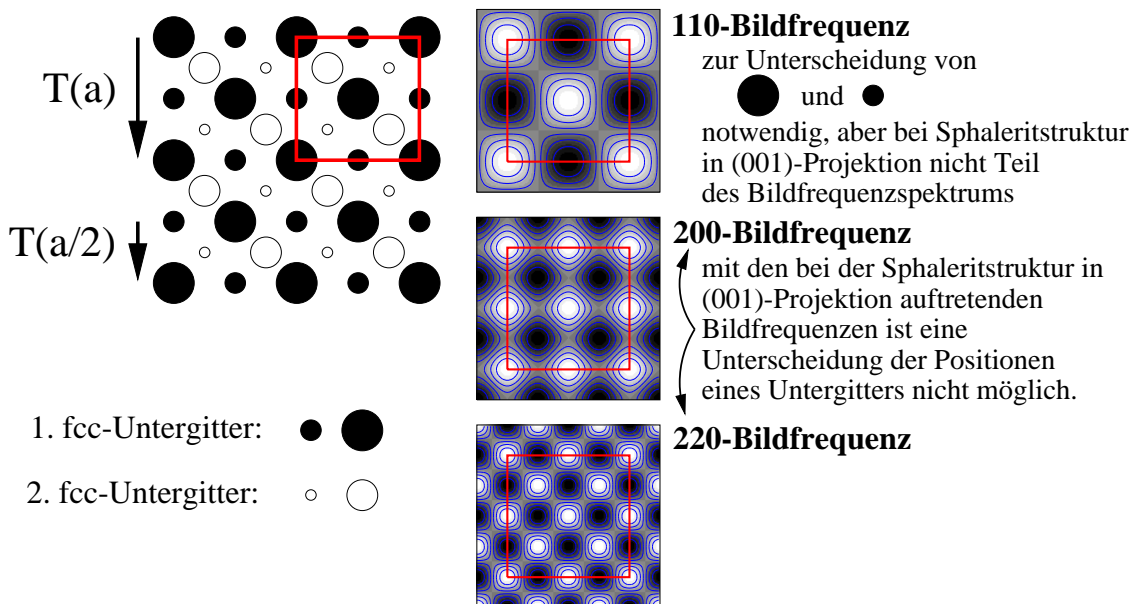 T(a)
T(a/2)
1. fcc-Untergitter:
2. fcc-Untergitter:
110-Bildfrequenz
zur Unterscheidung von
und
notwendig, aber bei Sphaleritstruktur
in (001)-Projektion nicht Teil
des Bildfrequenzspektrums
200-Bildfrequenz
mit den bei der Sphaleritstruktur in
(001)-Projektion auftretenden
Bildfrequenzen ist eine
Unterscheidung der Positionen
eines Untergitters nicht möglich.
220-Bildfrequenz